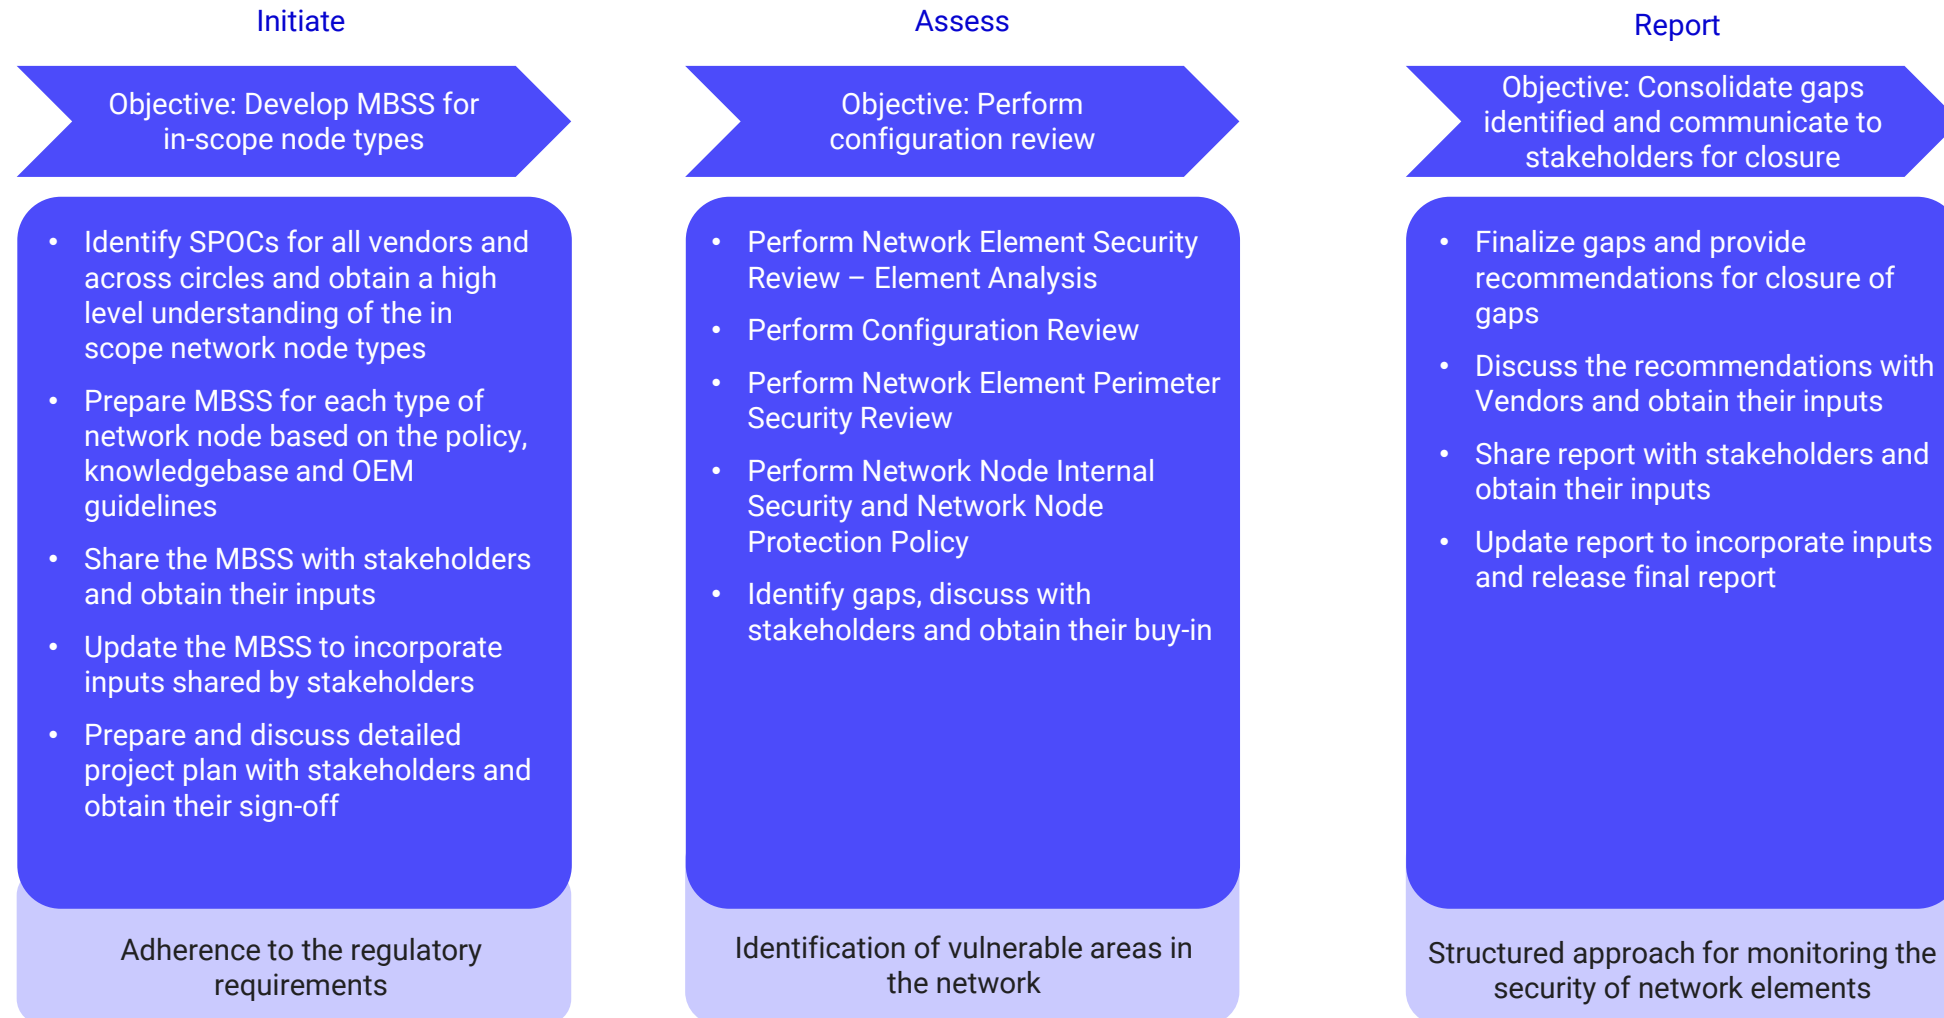 Initiate
Objective: Develop MBSS for
in-scope node types
• Identify SPOCs for all vendors and
across circles and obtain a high
level understanding of the in
scope network node types
• Prepare MBSS for each type of
network node based on the policy,
knowledgebase and OEM
guidelines
• Share the MBSS with stakeholders
and obtain their inputs
• Update the MBSS to incorporate
inputs shared by stakeholders
• Prepare and discuss detailed
project plan with stakeholders and
obtain their sign-off
Adherence to the regulatory
requirements
Assess
Objective: Perform
configuration review
• Perform Network Element Security
Review – Element Analysis
• Perform Configuration Review
• Perform Network Element Perimeter
Security Review
• Perform Network Node Internal
Security and Network Node
Protection Policy
• Identify gaps, discuss with
stakeholders and obtain their buy-in
Identification of vulnerable areas in
the network
Report
Objective: Consolidate gaps
identified and communicate to
stakeholders for closure
• Finalize gaps and provide
recommendations for closure of
gaps
• Discuss the recommendations with
Vendors and obtain their inputs
• Share report with stakeholders and
obtain their inputs
• Update report to incorporate inputs
and release final report
Structured approach for monitoring the
security of network elements